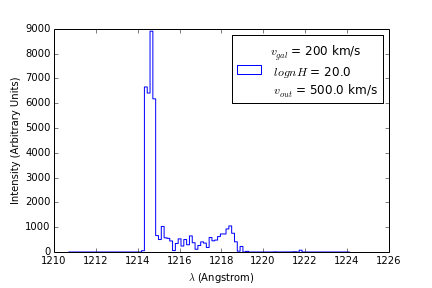 9000
8000
7000
6000
5000
4000
3000
2000
1000
0
Intensity (Arbitrary Units)
v_gal = 200 km/s
lognH = 20.0
v_out = 500.0 km/s
1210 1212 1214 1216 1218 1220 1222 1224 1226
λ (Angstrom)